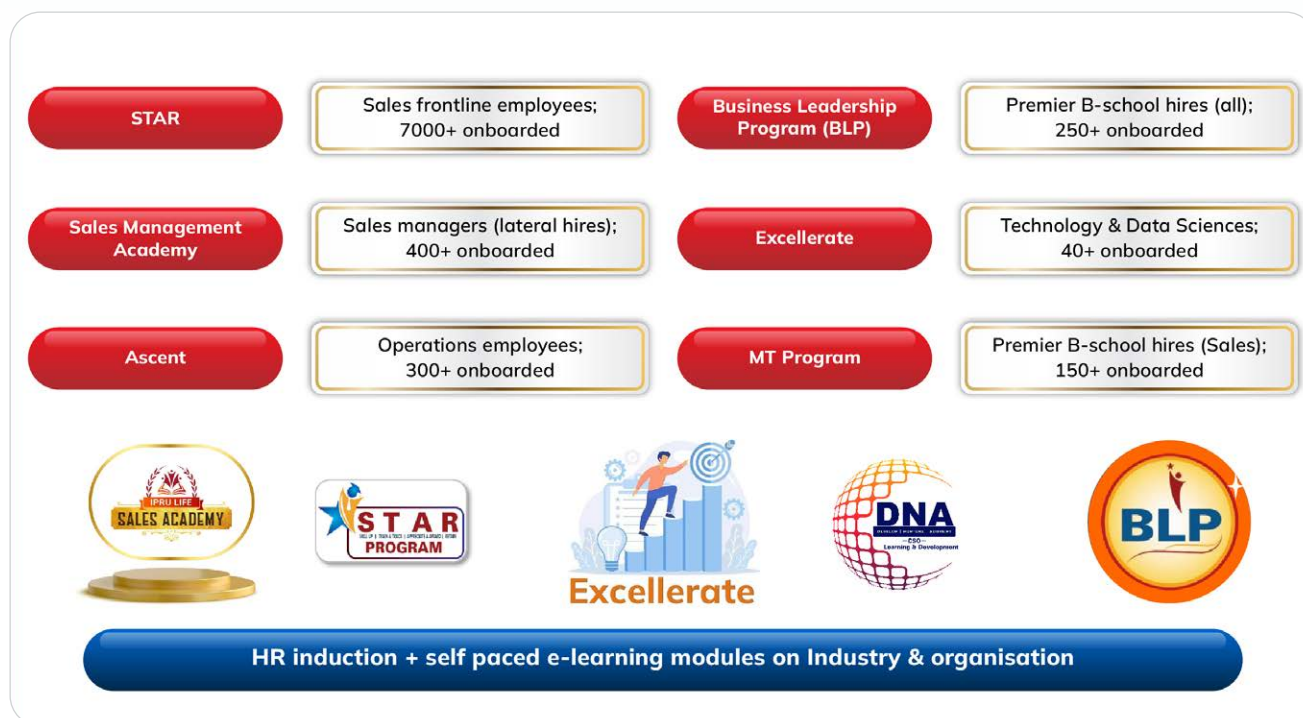 STAR
Sales frontline employees;
7000+ onboarded
Business Leadership
Program (BLP)
Premier B-school hires (all);
250+ onboarded
Sales Management
Academy
Sales managers (lateral hires);
400+ onboarded
Excellerate
Technology & Data Sciences;
40+ onboarded
Ascent
Operations employees;
300+ onboarded
MT Program
Premier B-school hires (Sales);
150+ onboarded
IPRU LIFE
SALES ACADEMY
STAR
PROGRAM
Excellerate
DNA
CSO
Learning & Development
BLP
HR induction + self paced e-learning modules on Industry & organisation